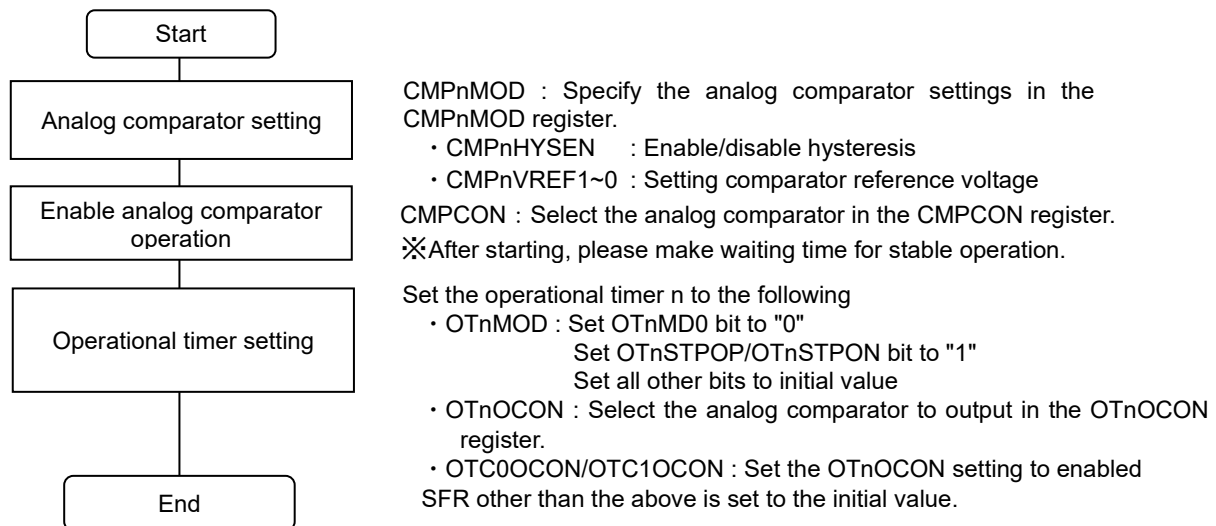 Start
Analog comparator setting
CMPnMOD : Specify the analog comparator settings in the
CMPnMOD register.
・CMPnHYSEN : Enable/disable hysteresis
・CMPnVREF1~0 : Setting comparator reference voltage
Enable analog comparator
operation
CMPCON : Select the analog comparator in the CMPCON register.
※After starting, please make waiting time for stable operation.
Operational timer setting
Set the operational timer n to the following
・OTnMOD : Set OTnMD0 bit to "0"
Set OTnSTPOP/OTnSTPON bit to "1"
Set all other bits to initial value
・OTnOCON : Select the analog comparator to output in the OTnOCON
register.
・OTC0OCON/OTC1OCON : Set the OTnOCON setting to enabled
SFR other than the above is set to the initial value.
End